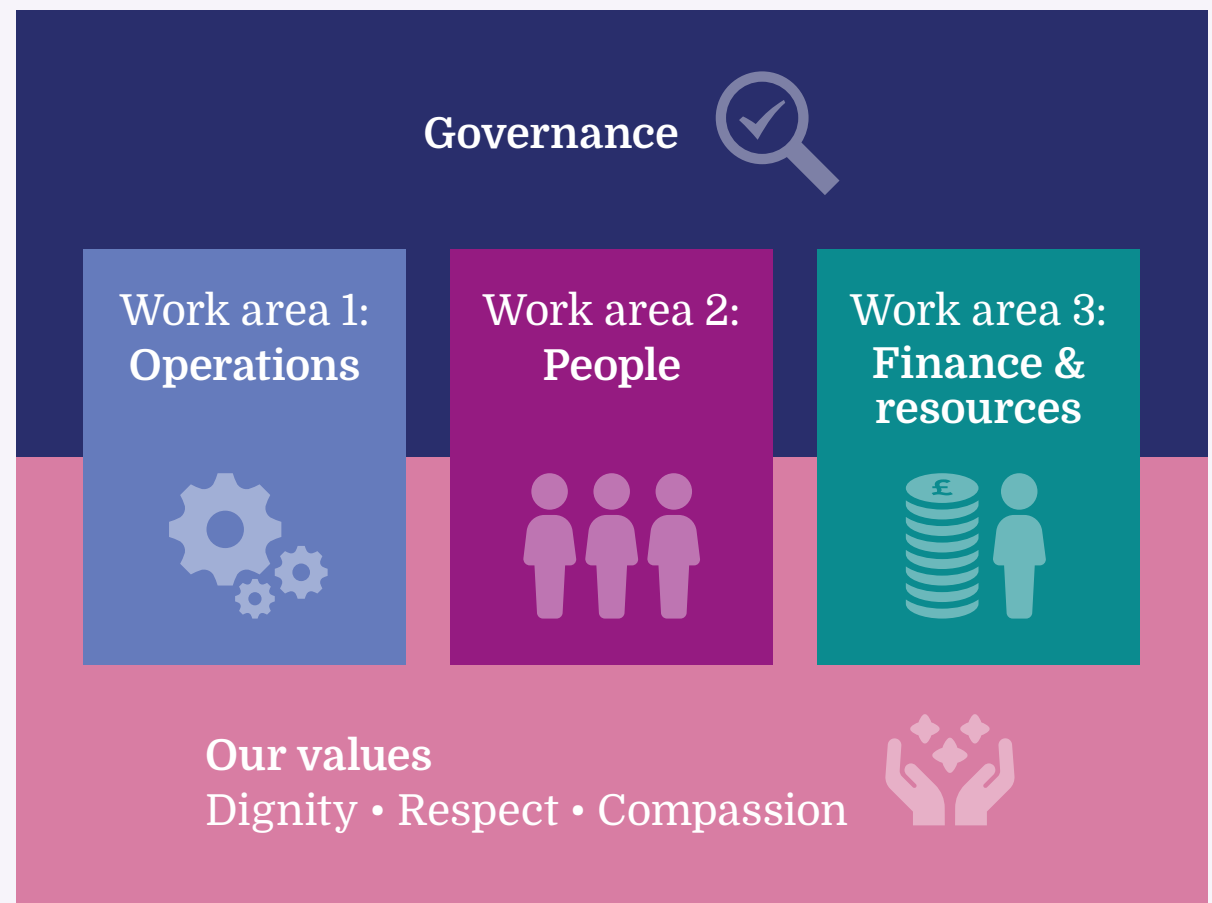 Governance
Work area 1:
Operations
Work area 2:
People
Work area 3:
Finance &
resources
£
Our values
Dignity • Respect • Compassion